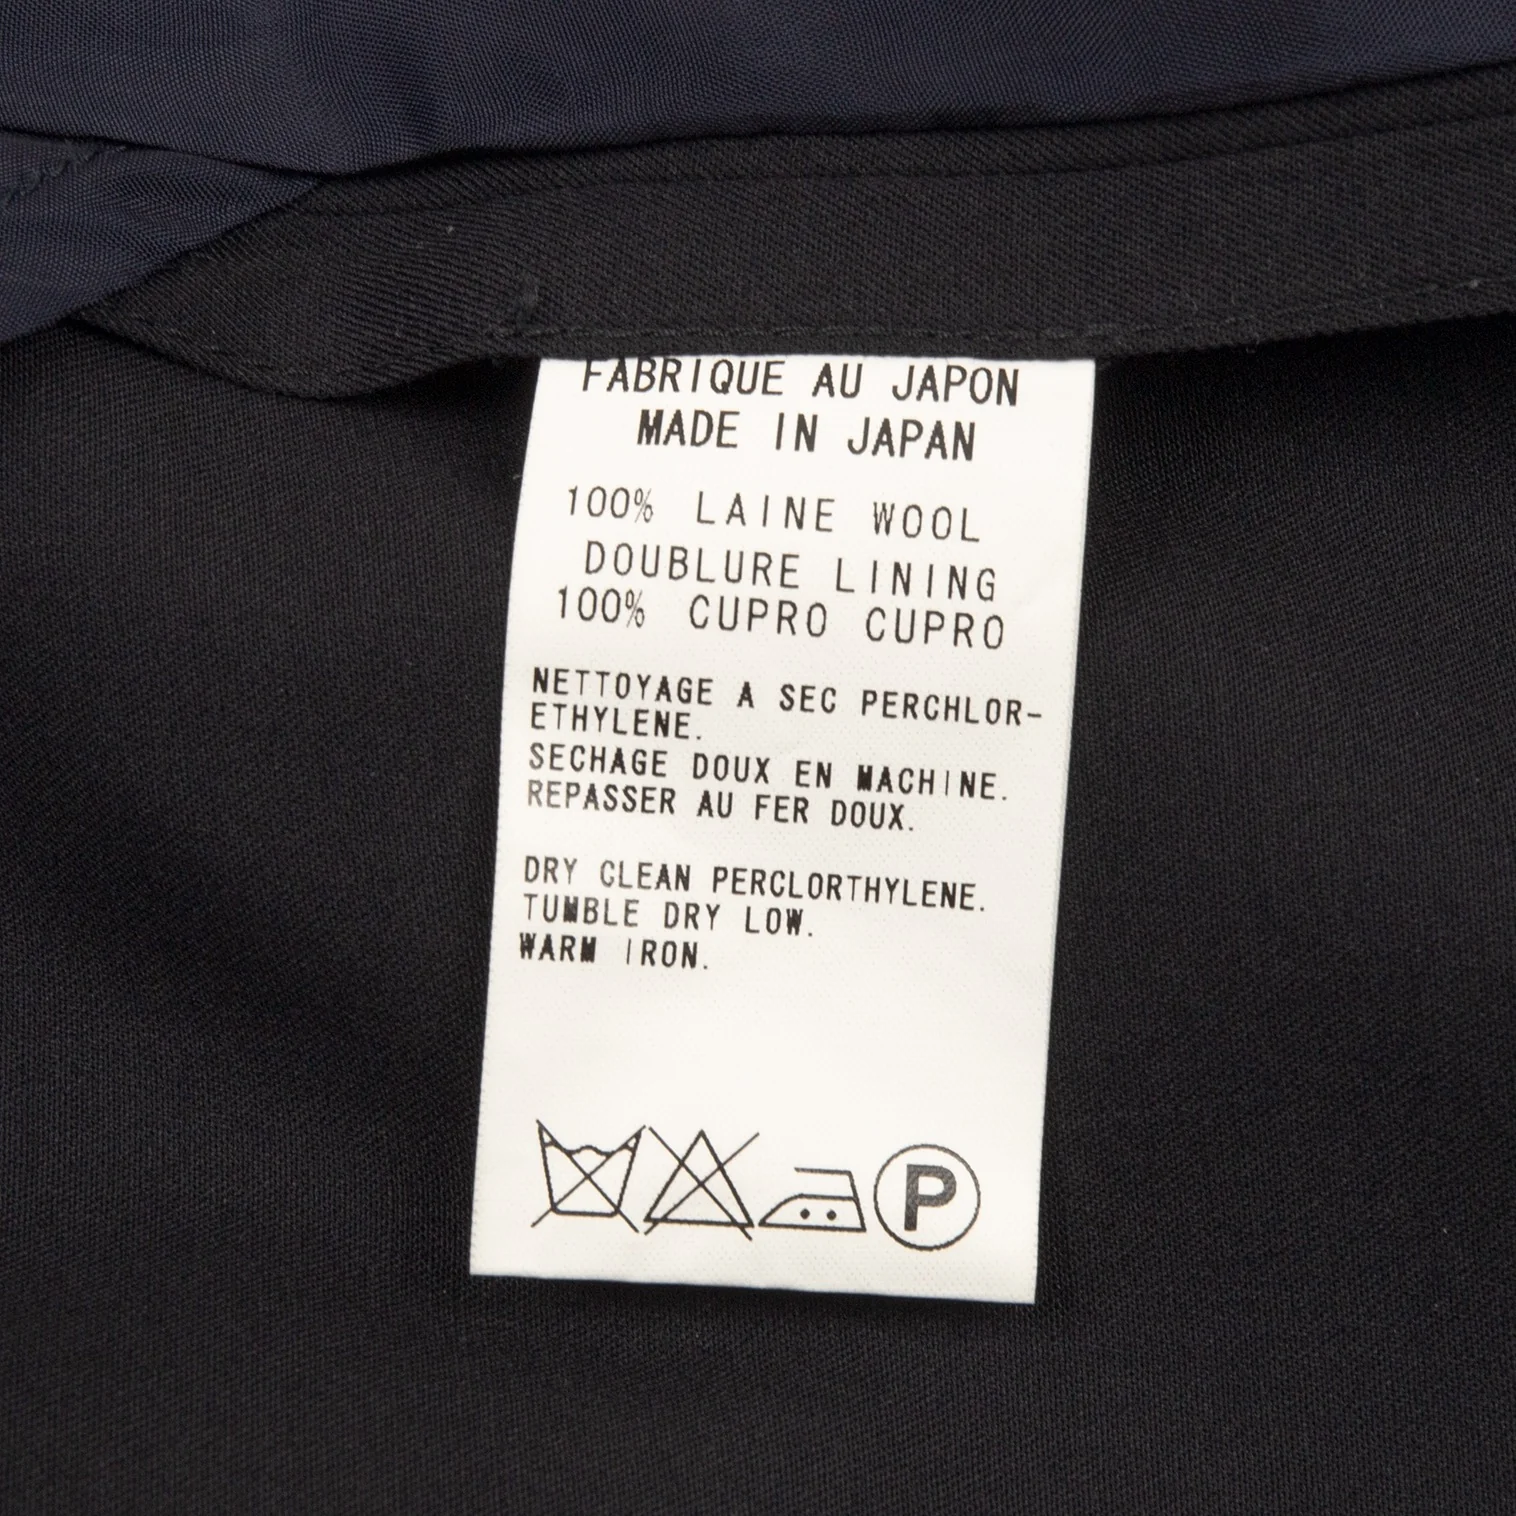 FABRIQUE AU JAPON
MADE IN JAPAN
100% LAINE WOOL
DOUBLURE LINING
100% CUPRO CUPRO
NETTOYAGE A SEC PERCHLOR-
ETHYLENE.
SECHAGE DOUX EN MACHINE.
REPASSER AU FER DOUX.
DRY CLEAN PERCLORTHYLENE.
TUMBLE DRY LOW.
WARM IRON.
P